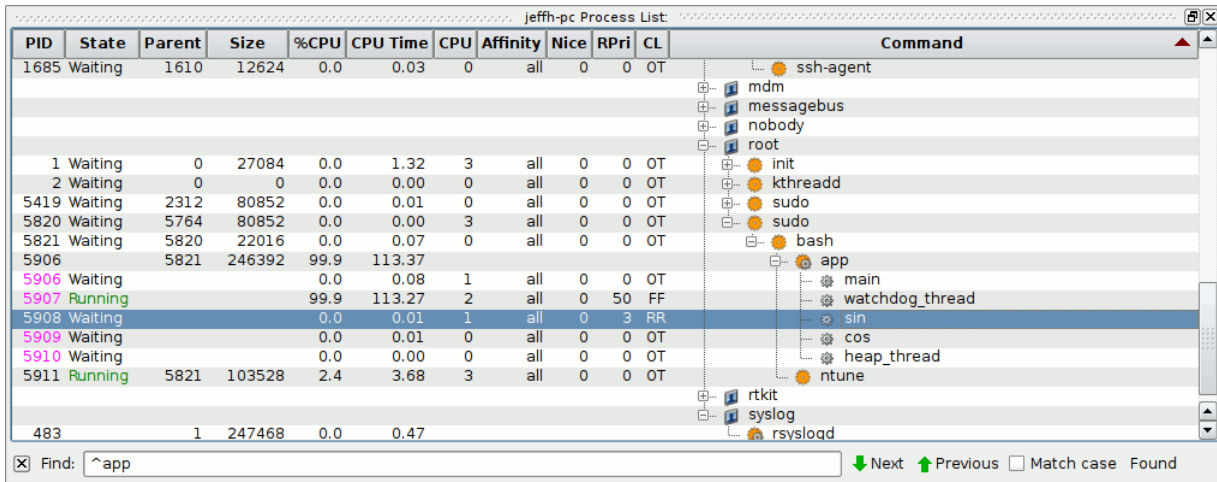 jeffh-pc Process List:
PID State Parent Size %CPU CPU Time CPU Affinity Nice RPri CL Command
1685 Waiting 1610 12624 0.0 0.03 0 all 0 0 OT ssh-agent
mdm
messagebus
nobody
root
1 Waiting 0 27084 0.0 1.32 3 all 0 0 OT init
2 Waiting 0 0 0.0 0.00 0 all 0 0 OT kthreadd
5419 Waiting 2312 80852 0.0 0.01 0 all 0 0 OT sudo
5820 Waiting 5764 80852 0.0 0.00 3 all 0 0 OT sudo
5821 Waiting 5820 22016 0.0 0.07 0 all 0 0 OT bash
5906 5821 246392 99.9 113.37 app
5906 Waiting 0.0 0.08 1 all 0 0 OT main
5907 Running 99.9 113.27 2 all 0 50 FF watchdog_thread
5908 Waiting 0.0 0.01 1 all 0 3 RR sin
5909 Waiting 0.0 0.01 0 all 0 0 OT cos
5910 Waiting 0.0 0.00 0 all 0 0 OT heap_thread
5911 Running 5821 103528 2.4 3.68 3 all 0 0 OT ntune
rtkit
syslog
483 1 247468 0.0 0.47 rsyslogd
Find: ^app Next Previous Match case Found